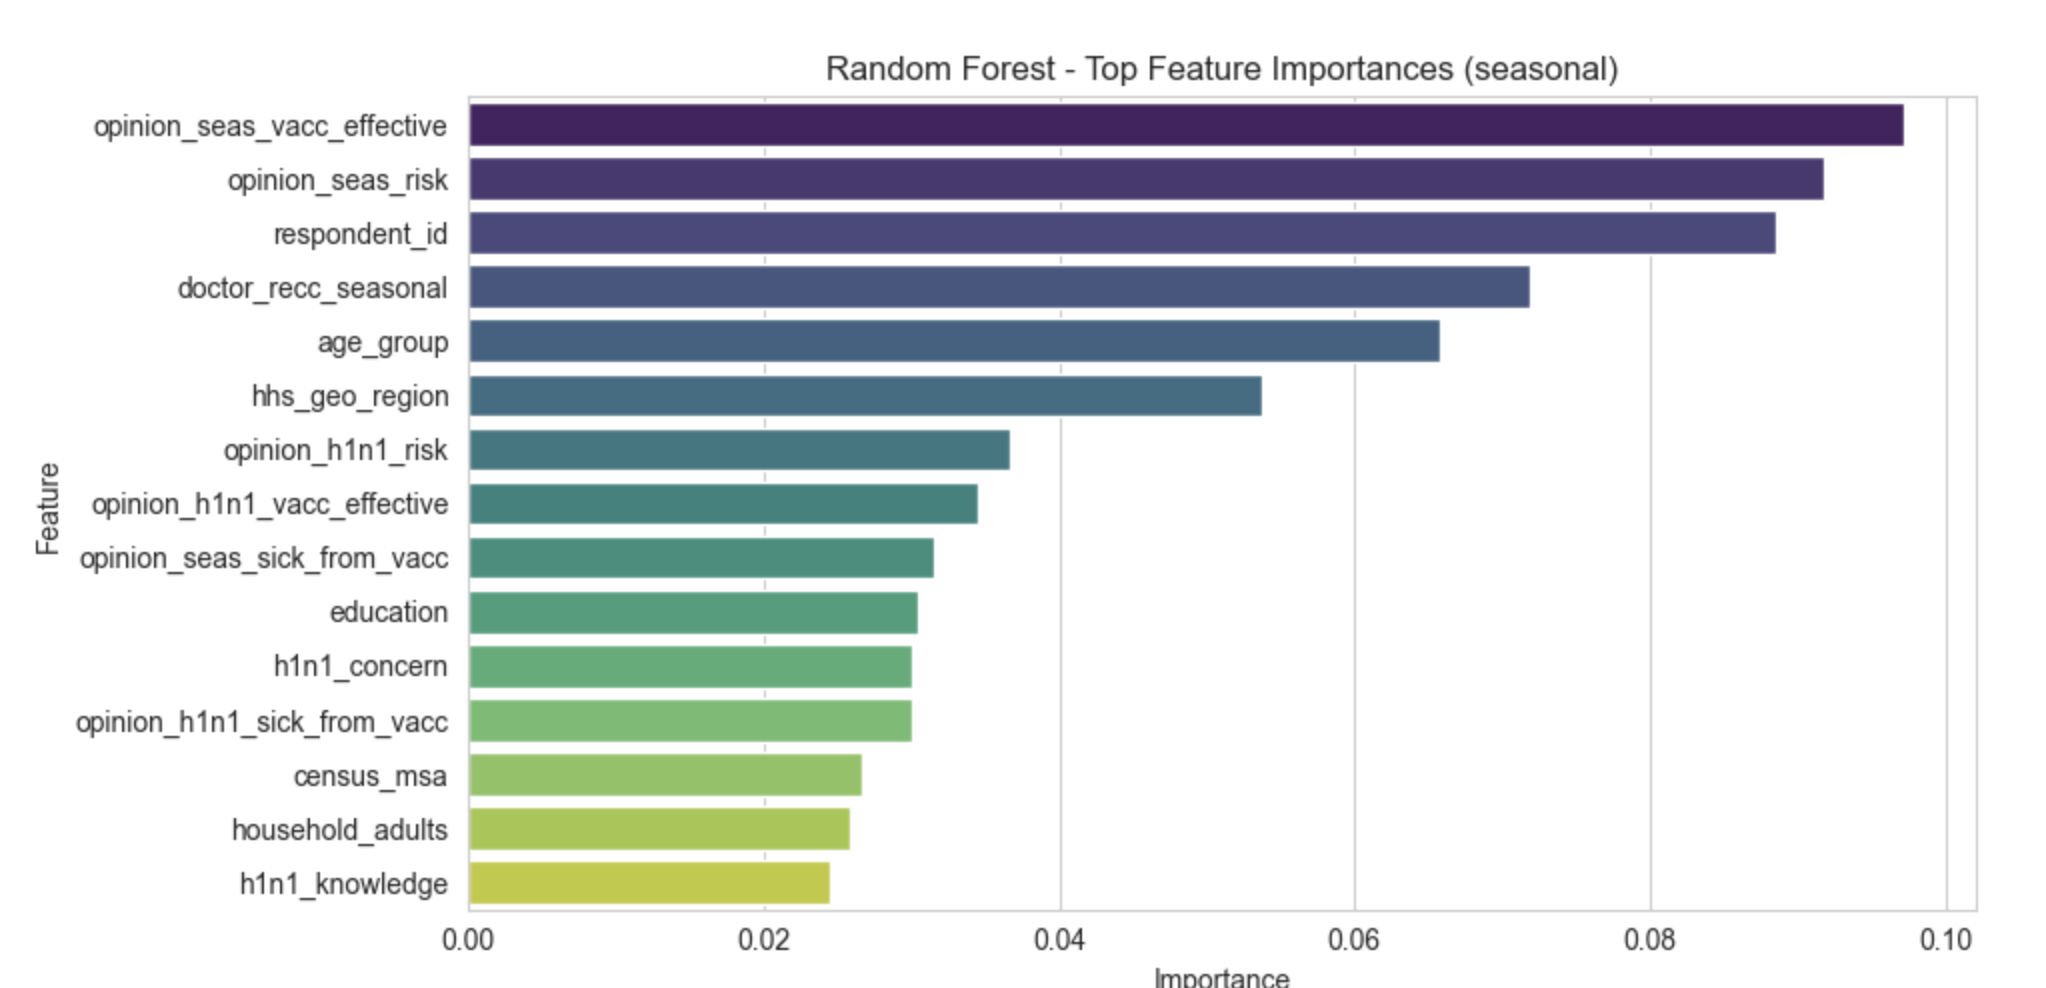 Random Forest - Top Feature Importances (seasonal)
opinion_seas_vacc_effective
opinion_seas_risk
respondent_id
doctor_recc_seasonal
age_group
hhs_geo_region
opinion_h1n1_risk
opinion_h1n1_vacc_effective
opinion_seas_sick_from_vacc
education
h1n1_concern
opinion_h1n1_sick_from_vacc
census_msa
household_adults
h1n1_knowledge
Feature
0.00 0.02 0.04 0.06 0.08 0.10
Importance